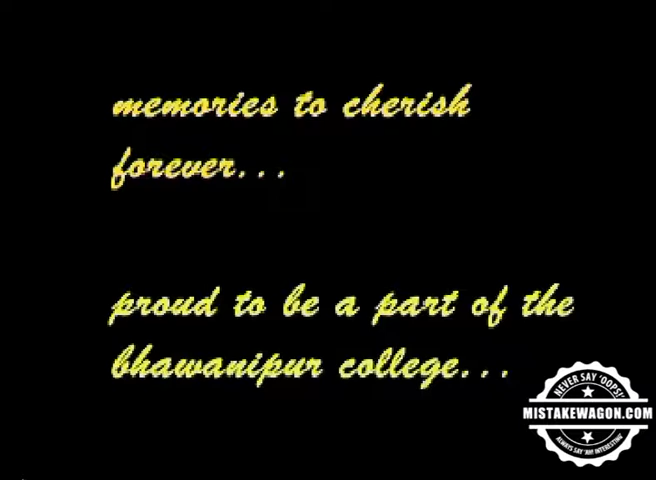 memories to cherish
forever...
proud to be a part of the
bhawanipur college...
NEVER SAY 'OOPS!'
MISTAKEWAGON.COM
ALWAYS SAY 'AH! INTERESTING'